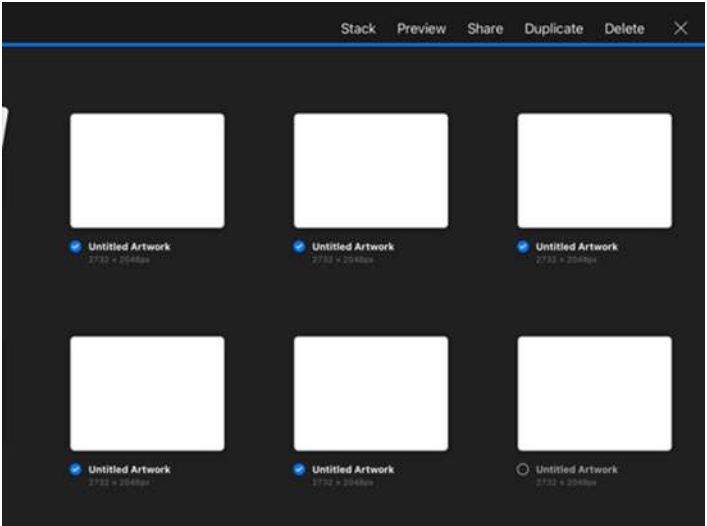 Stack Preview Share Duplicate Delete
Untitled Artwork Untitled Artwork Untitled Artwork
2732 × 2048px 2732 × 2048px 2732 × 2048px
Untitled Artwork Untitled Artwork Untitled Artwork
2732 × 2048px 2732 × 2048px 2732 × 2048px